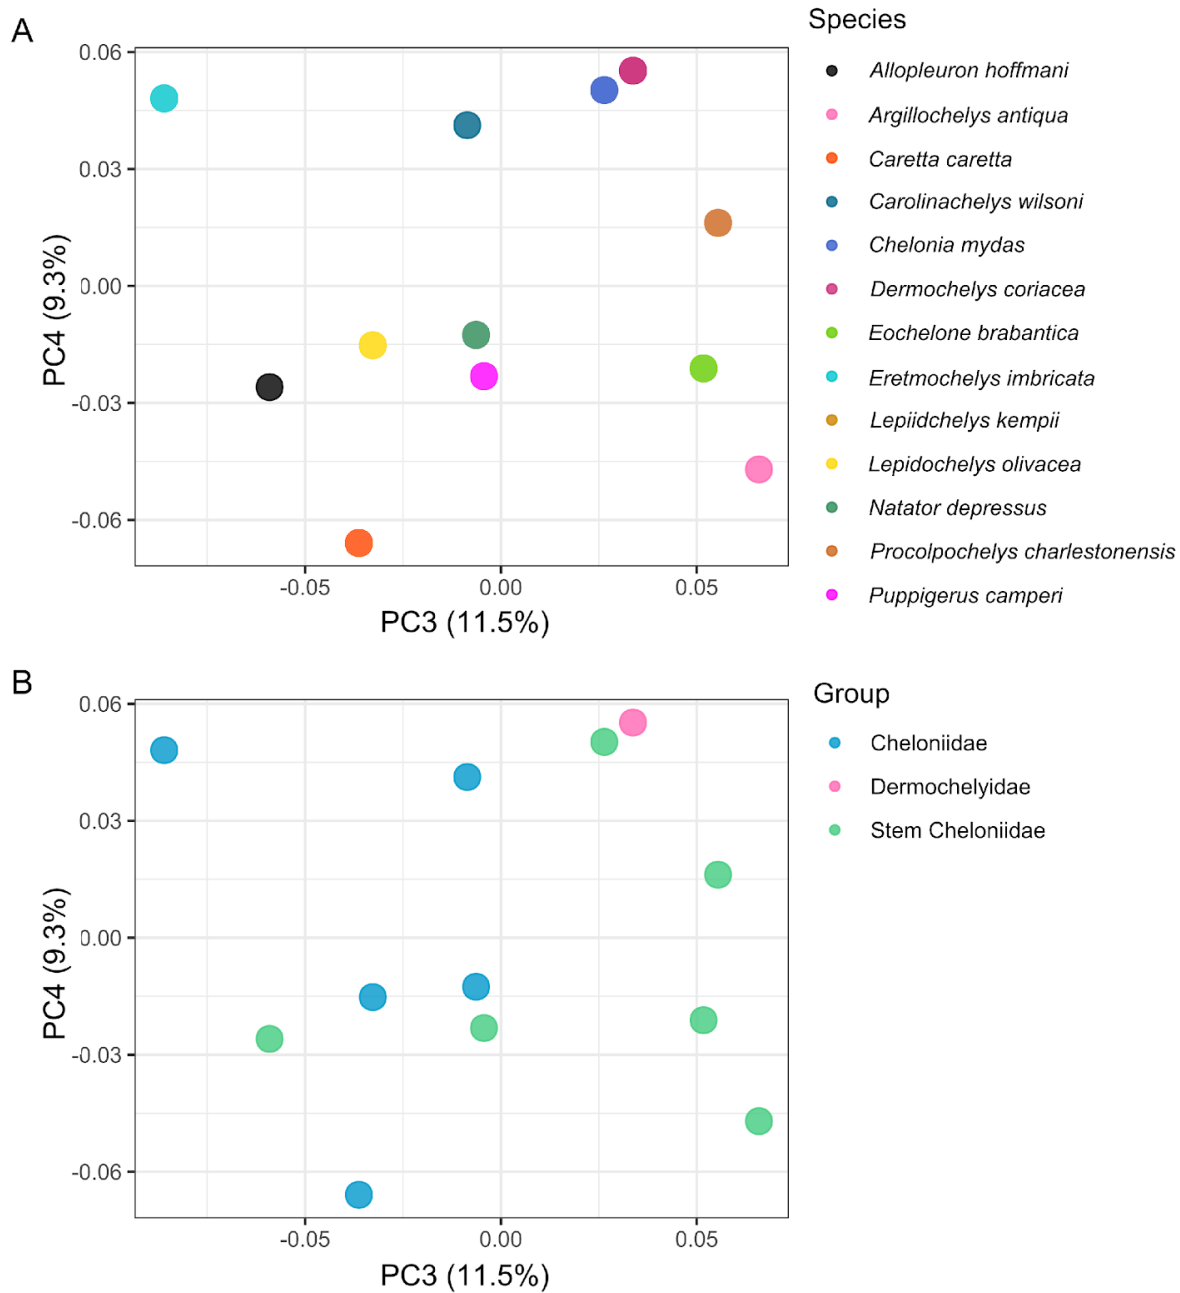 A
Species
0.06
0.03
0.00
-0.03
-0.06
PC4 (9.3%)
-0.05
0.00
0.05
PC3 (11.5%)
Allopleuron hoffmani
Argillochelys antiqua
Caretta caretta
Carolinachelys wilsoni
Chelonia mydas
Dermochelys coriacea
Eochelone brabantica
Eretmochelys imbricata
Lepiidchelys kempii
Lepidochelys olivacea
Natator depressus
Procolpochelys charlestonensis
Puppigerus camperi
B
Group
0.06
0.03
0.00
-0.03
-0.06
PC4 (9.3%)
-0.05
0.00
0.05
PC3 (11.5%)
Cheloniidae
Dermochelyidae
Stem Cheloniidae